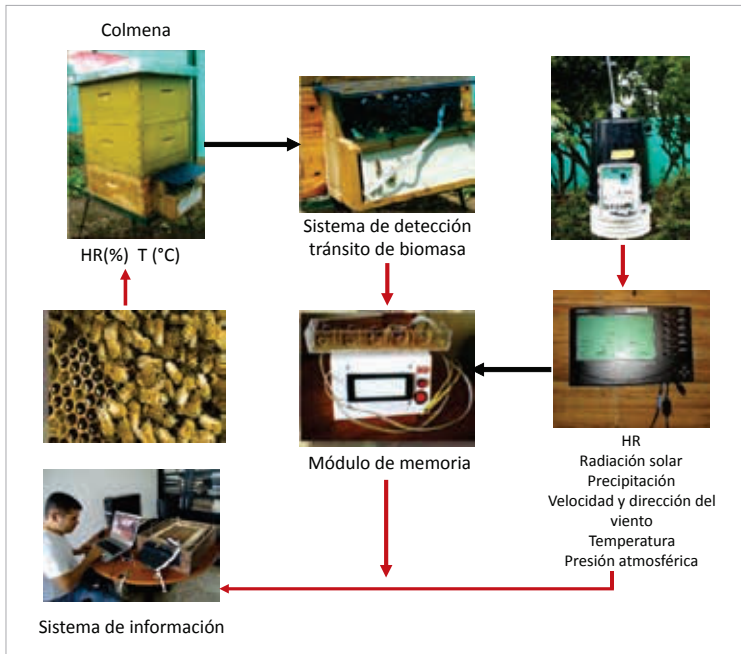 Colmena
HR(%) T (°C)
Sistema de detección
tránsito de biomasa
Módulo de memoria
HR
Radiación solar
Precipitación
Velocidad y dirección del
viento
Temperatura
Presión atmosférica
Sistema de información